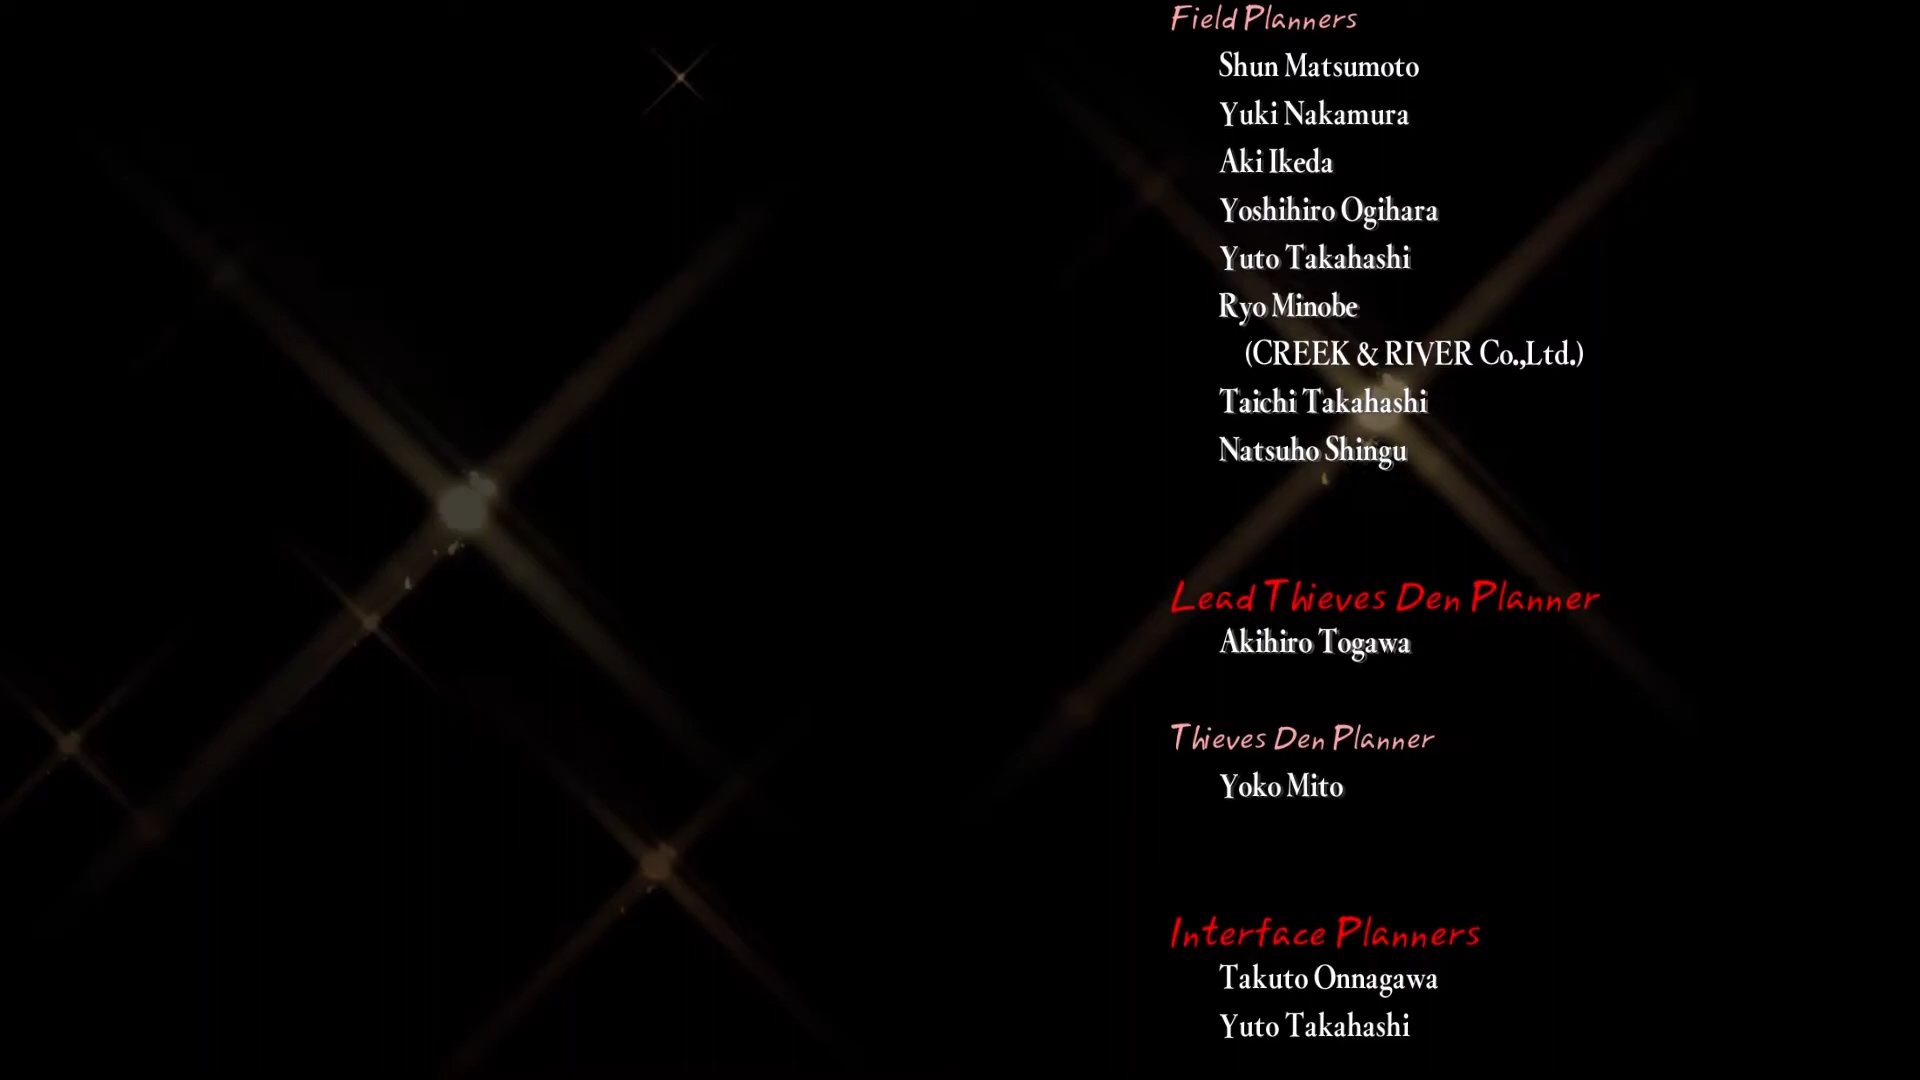 Field Planners
Shun Matsumoto
Yuki Nakamura
Aki Ikeda
Yoshihiro Ogihara
Yuto Takahashi
Ryo Minobe
(CREEK & RIVER Co.,Ltd.)
Taichi Takahashi
Natsuho Shingu
Lead Thieves Den Planner
Akihiro Togawa
Thieves Den Planner
Yoko Mito
Interface Planners
Takuto Onnagawa
Yuto Takahashi